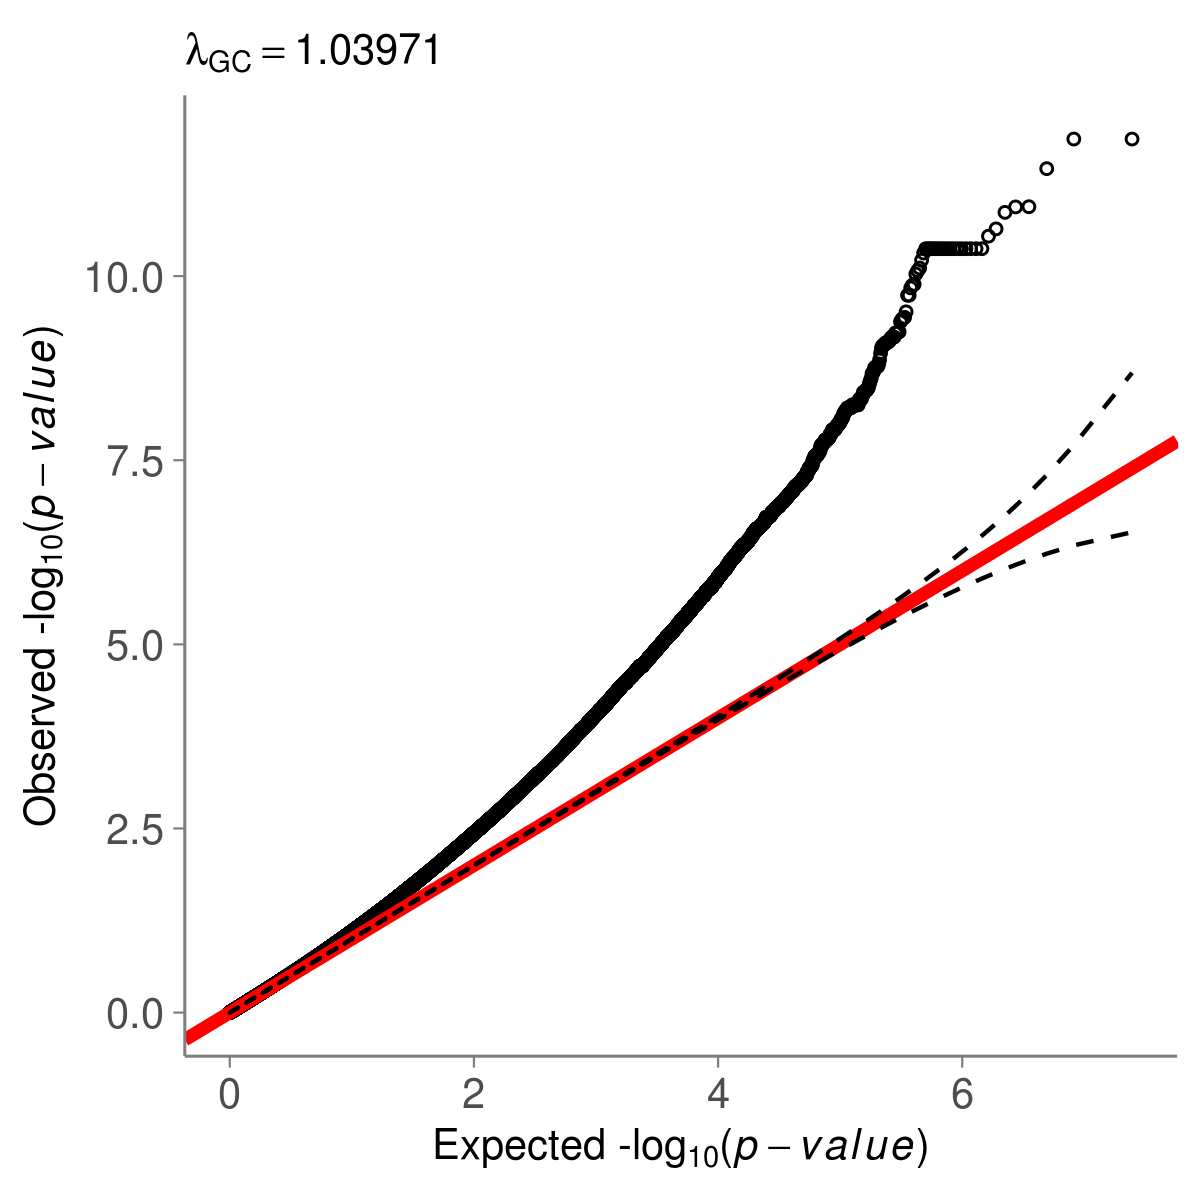 λGC = 1.03971
10.0
7.5
5.0
2.5
0.0
Observed -log10(p − value)
0 2 4 6
Expected -log10(p − value)